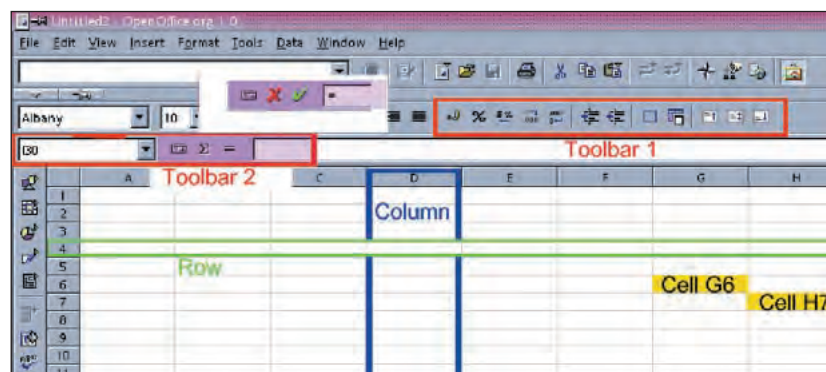 Untitled2 - OpenOffice.org 1.0
File Edit View Insert Format Tools Data Window Help
=
Albany 10
I30 Σ = Toolbar 1
A Toolbar 2 C D E F G H
1
2 Column
3
4
5 Row
6 Cell G6
7 Cell H7
8
9
10